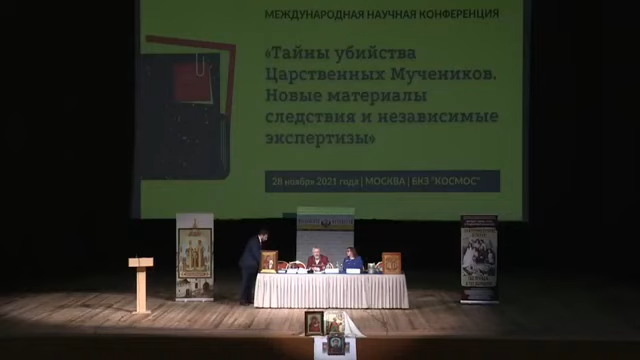 МЕЖДУНАРОДНАЯ НАУЧНАЯ КОНФЕРЕНЦИЯ
«Тайны убийства
Царственных Мучеников.
Новые материалы
следствия и независимые
экспертизы»
28 ноября 2021 года | МОСКВА | БКЗ "КОСМОС"